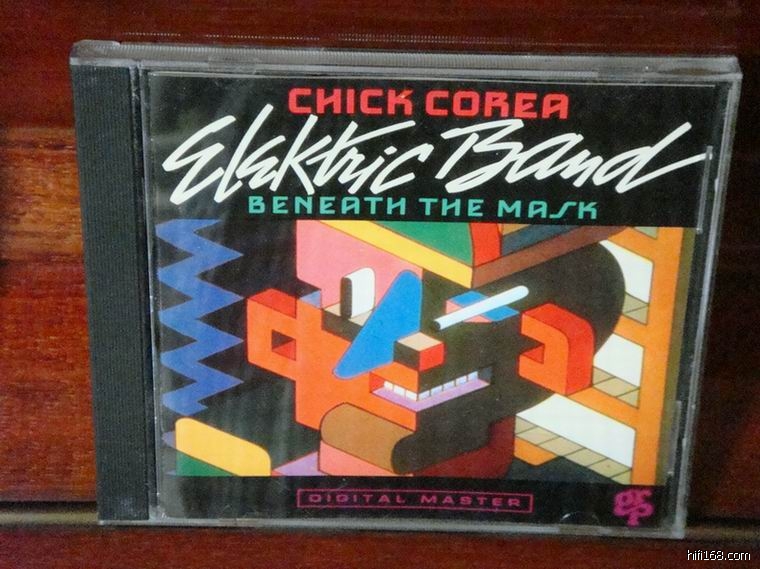 CHICK COREA
Elektric Band
BENEATH THE MASK
DIGITAL MASTER
grp
hifi168.com